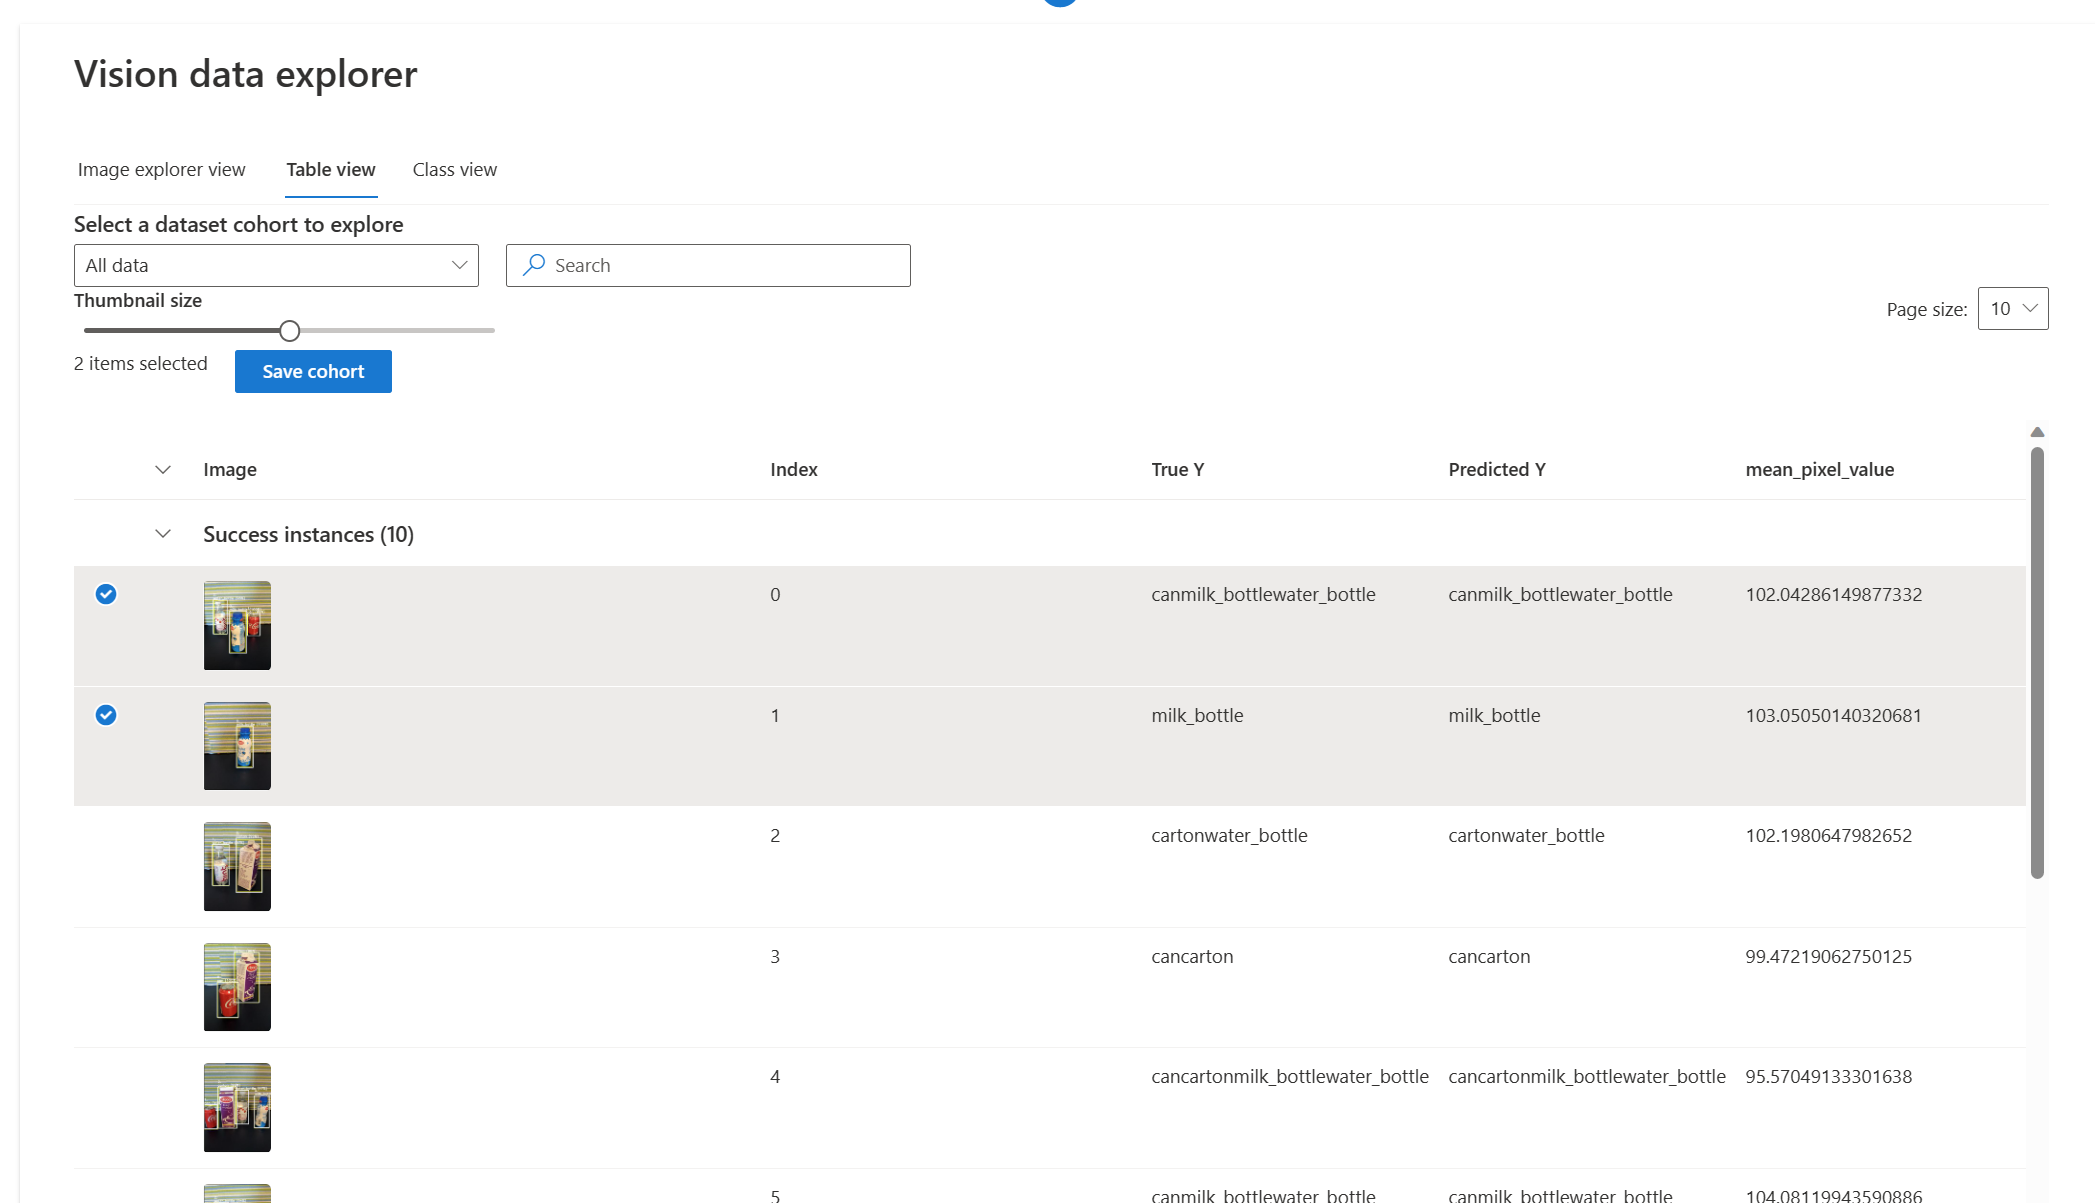 Vision data explorer
Image explorer view Table view Class view
Select a dataset cohort to explore
All data Search
Thumbnail size
Page size: 10
2 items selected Save cohort
Image Index True Y Predicted Y mean_pixel_value
Success instances (10)
0 canmilk_bottlewater_bottle canmilk_bottlewater_bottle 102.04286149877332
1 milk_bottle milk_bottle 103.05050140320681
2 cartonwater_bottle cartonwater_bottle 102.1980647982652
3 cancarton cancarton 99.47219062750125
4 cancartonmilk_bottlewater_bottle cancartonmilk_bottlewater_bottle 95.57049133301638
5 canmilk_bottlewater_bottle canmilk_bottlewater_bottle 104.08119943590886